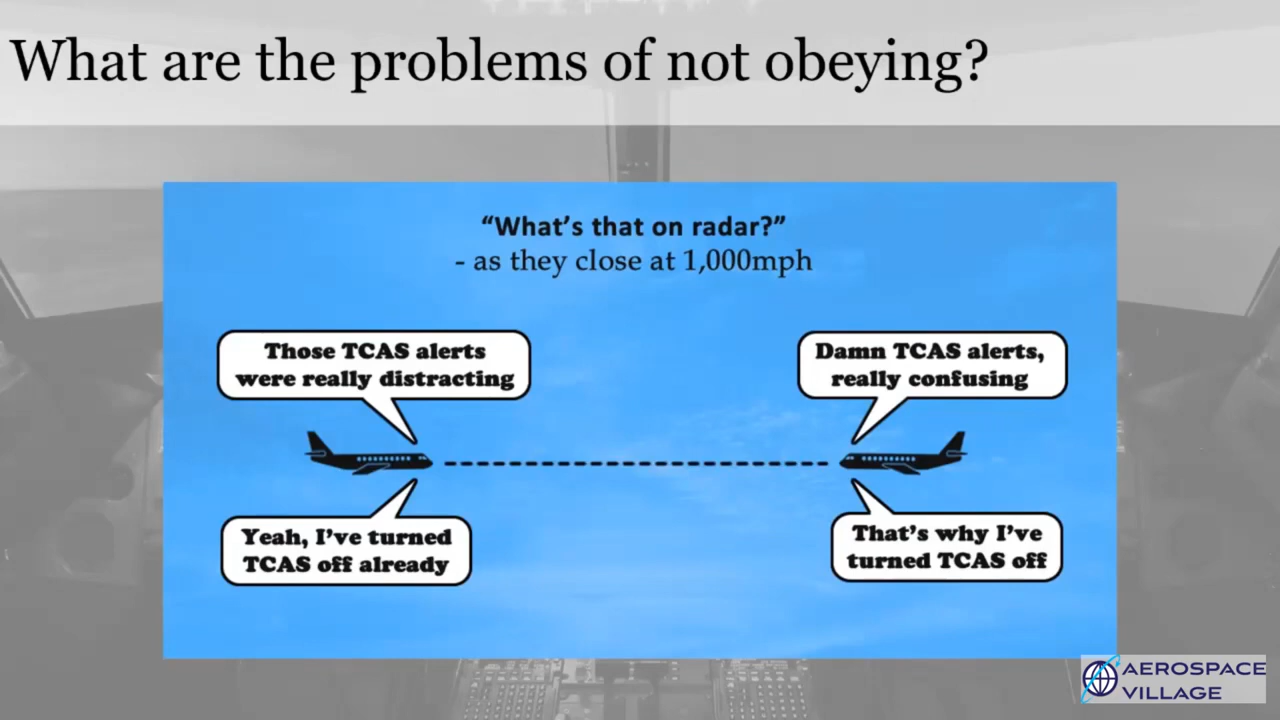 What are the problems of not obeying?
“What’s that on radar?”
- as they close at 1,000mph
Those TCAS alerts
were really distracting
Damn TCAS alerts,
really confusing
Yeah, I’ve turned
TCAS off already
That’s why I’ve
turned TCAS off
AEROSPACE
VILLAGE